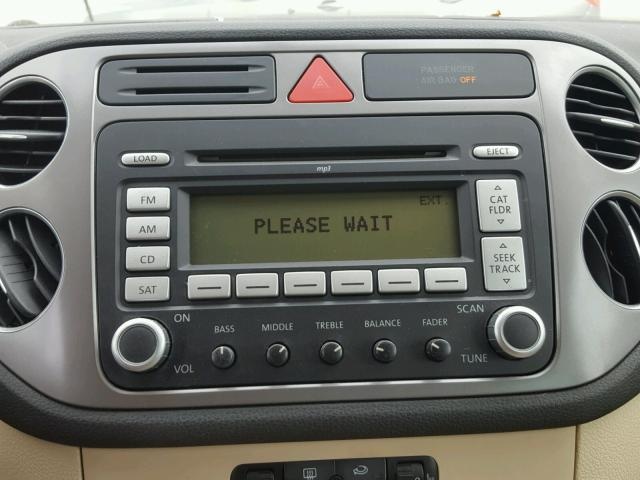 PASSENGER
AIR BAG OFF
LOAD
EJECT
mp3
EXT.
PLEASE WAIT
FM
AM
CD
SAT
CAT
FLDR
SEEK
TRACK
ON
VOL
BASS
MIDDLE
TREBLE
BALANCE
FADER
SCAN
TUNE